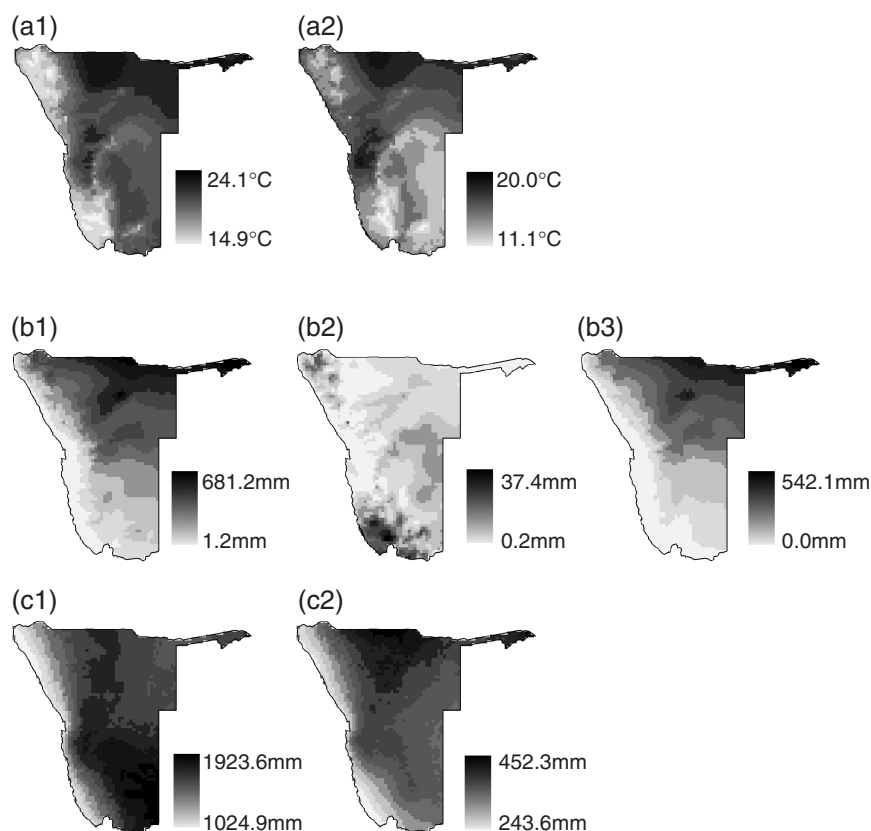 (a1)
(a2)
24.1°C
14.9°C
20.0°C
11.1°C
(b1)
(b2)
(b3)
681.2mm
1.2mm
37.4mm
0.2mm
542.1mm
0.0mm
(c1)
(c2)
1923.6mm
1024.9mm
452.3mm
243.6mm